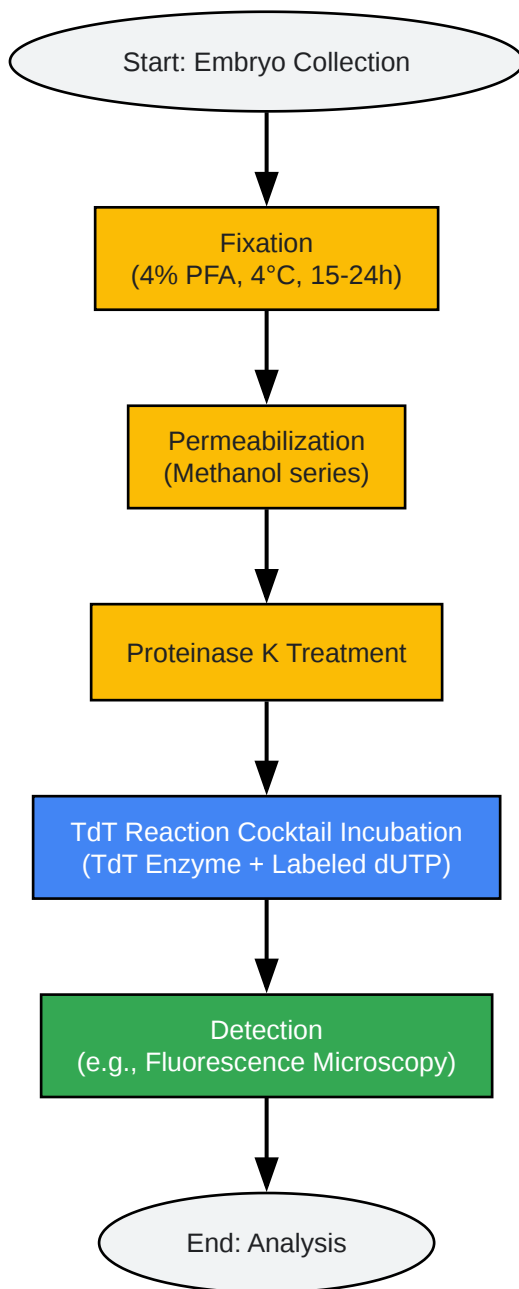 Start: Embryo Collection
Fixation
(4% PFA, 4°C, 15-24h)
Permeabilization
(Methanol series)
Proteinase K Treatment
TdT Reaction Cocktail Incubation
(TdT Enzyme + Labeled dUTP)
Detection
(e.g., Fluorescence Microscopy)
End: Analysis